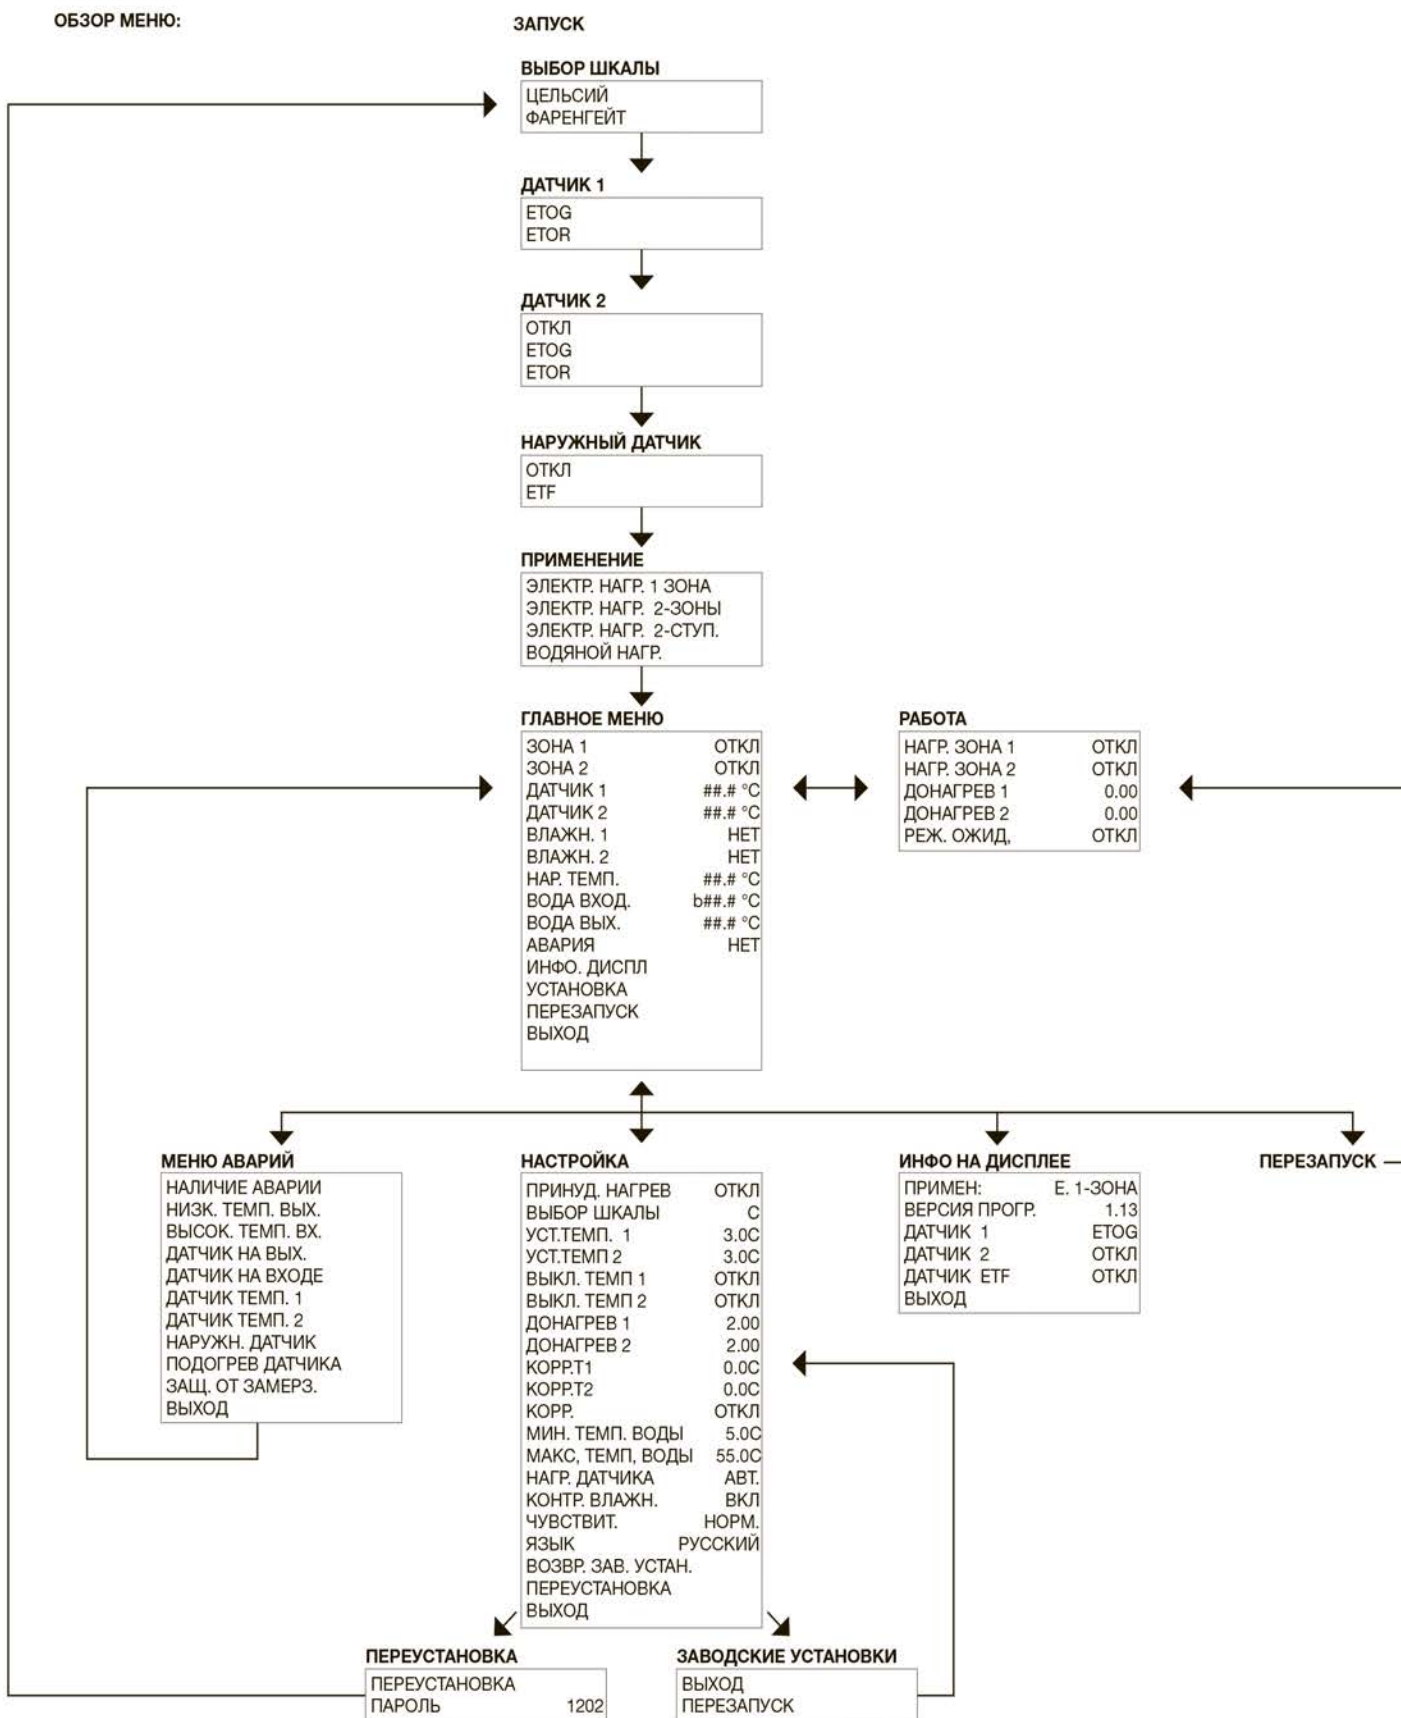 ОБЗОР МЕНЮ:
ЗАПУСК
ВЫБОР ШКАЛЫ
ЦЕЛЬСИЙ
ФАРЕНГЕЙТ
ДАТЧИК 1
ETOG
ETOR
ДАТЧИК 2
ОТКЛ
ETOG
ETOR
НАРУЖНЫЙ ДАТЧИК
ОТКЛ
ETF
ПРИМЕНЕНИЕ
ЭЛЕКТР. НАГР. 1 ЗОНА
ЭЛЕКТР. НАГР. 2-ЗОНЫ
ЭЛЕКТР. НАГР. 2-СТУП.
ВОДЯНОЙ НАГР.
ГЛАВНОЕ МЕНЮ
ЗОНА 1 ОТКЛ
ЗОНА 2 ОТКЛ
ДАТЧИК 1 ##.# °C
ДАТЧИК 2 ##.# °C
ВЛАЖН. 1 НЕТ
ВЛАЖН. 2 НЕТ
НАР. ТЕМП. ##.# °C
ВОДА ВХОД. b##.# °C
ВОДА ВЫХ. ##.# °C
АВАРИЯ НЕТ
ИНФО. ДИСПЛ
УСТАНОВКА
ПЕРЕЗАПУСК
ВЫХОД
РАБОТА
НАГР. ЗОНА 1 ОТКЛ
НАГР. ЗОНА 2 ОТКЛ
ДОНАГРЕВ 1 0.00
ДОНАГРЕВ 2 0.00
РЕЖ. ОЖИД, ОТКЛ
МЕНЮ АВАРИЙ
НАЛИЧИЕ АВАРИИ
НИЗК. ТЕМП. ВЫХ.
ВЫСОК. ТЕМП. ВХ.
ДАТЧИК НА ВЫХ.
ДАТЧИК НА ВХОДЕ
ДАТЧИК ТЕМП. 1
ДАТЧИК ТЕМП. 2
НАРУЖН. ДАТЧИК
ПОДОГРЕВ ДАТЧИКА
ЗАЩ. ОТ ЗАМЕРЗ.
ВЫХОД
НАСТРОЙКА
ПРИНУД. НАГРЕВ ОТКЛ
ВЫБОР ШКАЛЫ C
УСТ.ТЕМП. 1 3.0C
УСТ.ТЕМП 2 3.0C
ВЫКЛ. ТЕМП 1 ОТКЛ
ВЫКЛ. ТЕМП 2 ОТКЛ
ДОНАГРЕВ 1 2.00
ДОНАГРЕВ 2 2.00
КОРР.Т1 0.0C
КОРР.Т2 0.0C
КОРР. ОТКЛ
МИН. ТЕМП. ВОДЫ 5.0C
МАКС, ТЕМП, ВОДЫ 55.0C
НАГР. ДАТЧИКА АВТ.
КОНТР. ВЛАЖН. ВКЛ
ЧУВСТВИТ. НОРМ.
ЯЗЫК РУССКИЙ
ВОЗВР. ЗАВ. УСТАН.
ПЕРЕУСТАНОВКА
ВЫХОД
ИНФО НА ДИСПЛЕЕ
ПРИМЕН: Е. 1-ЗОНА
ВЕРСИЯ ПРОГР. 1.13
ДАТЧИК 1 ETOG
ДАТЧИК 2 ОТКЛ
ДАТЧИК ETF ОТКЛ
ВЫХОД
ПЕРЕЗАПУСК
ПЕРЕУСТАНОВКА
ПЕРЕУСТАНОВКА
ПАРОЛЬ 1202
ЗАВОДСКИЕ УСТАНОВКИ
ВЫХОД
ПЕРЕЗАПУСК